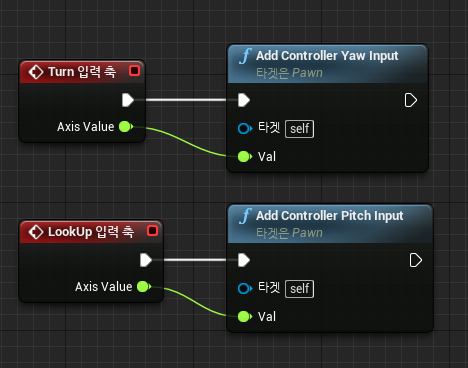 Turn 입력 축
Axis Value
Add Controller Yaw Input
타겟은 Pawn
타겟 self
Val
LookUp 입력 축
Axis Value
Add Controller Pitch Input
타겟은 Pawn
타겟 self
Val